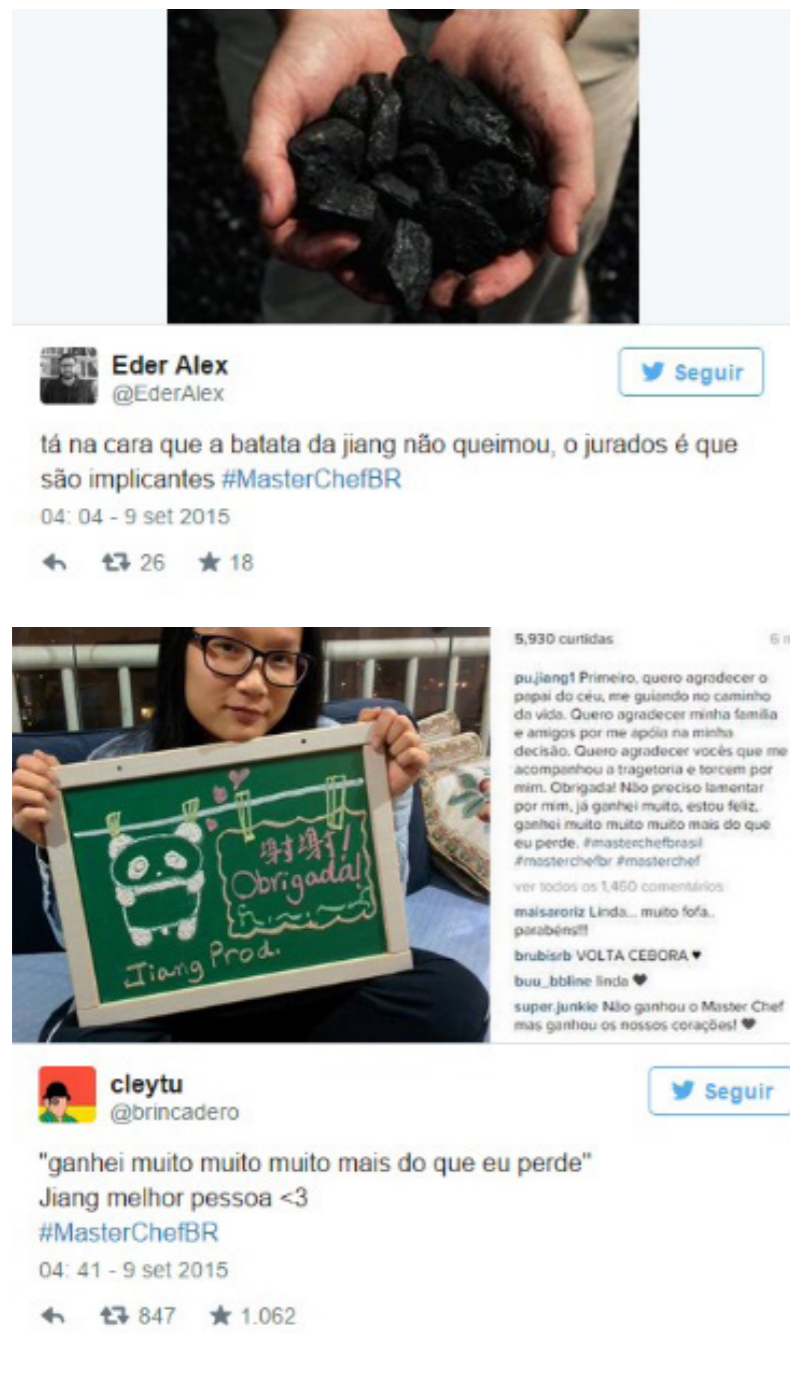 Eder Alex
@EderAlex
Seguir
tá na cara que a batata da jiang não queimou, o jurados é que
são implicantes #MasterChefBR
04: 04 - 9 set 2015
26 18
5,930 curtidas
pu.jiang1 Primeiro, quero agradecer o
papai do céu, me guiando no caminho
da vida. Quero agradecer minha família
e amigos por me apóia na minha
decisão. Quero agradecer vocês que me
acompanhou a tragetoria e torcem por
mim. Obrigada! Não preciso lamentar
por mim, já ganhei muito, estou feliz,
ganhei muito muito muito mais do que
eu perde. #masterchefbrasil
#masterchefbr #masterchef
ver todos os 1,460 comentários
maisaroriz Linda... muito fofa..
parabéns!!!
brubisrb VOLTA CEBORA ♥
buu_bbline linda ♥
super.junkie Não ganhou o Master Chef
mas ganhou os nossos corações! ♥
謝謝!
Obrigada!
Jiang Prod.
cleytu
@brincadero
Seguir
"ganhei muito muito muito mais do que eu perde"
Jiang melhor pessoa <3
#MasterChefBR
04: 41 - 9 set 2015
847 1.062